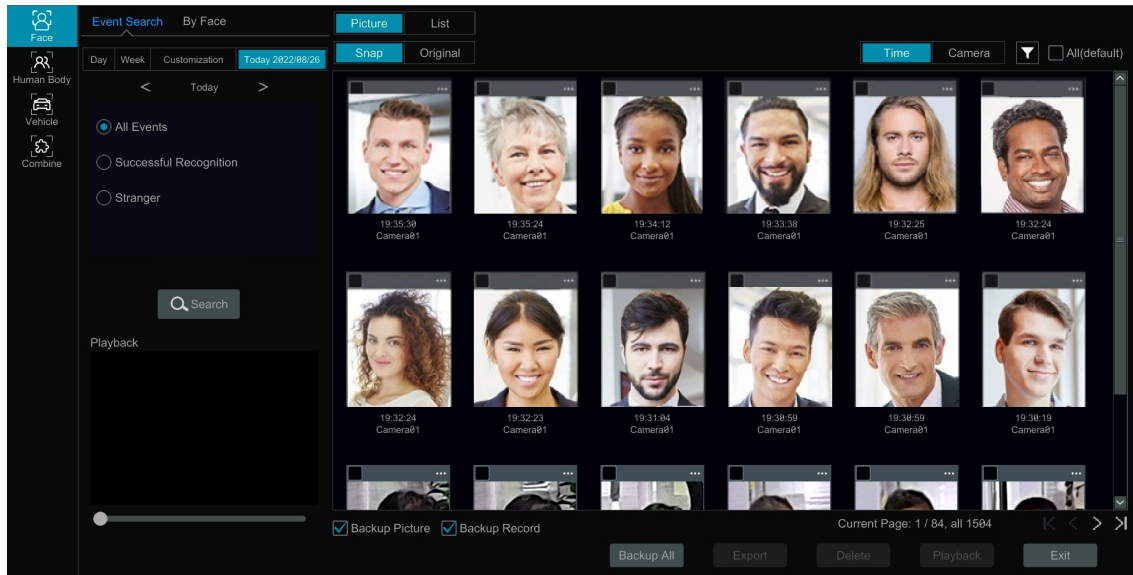 Face
Human Body
Vehicle
Combine
Event Search By Face
Day Week Customization Today 2022/08/26
< Today >
All Events
Successful Recognition
Stranger
Search
Playback
Picture List
Snap Original
Time Camera All(default)
19:35:30 19:35:24 19:34:12 19:33:38 19:32:25 19:32:24
Camera01 Camera01 Camera01 Camera01 Camera01 Camera01
19:32:24 19:32:23 19:31:04 19:30:59 19:30:59 19:30:19
Camera01 Camera01 Camera01 Camera01 Camera01 Camera01
Backup Picture Backup Record
Current Page: 1 / 84, all 1504
Backup All Export Delete Playback Exit